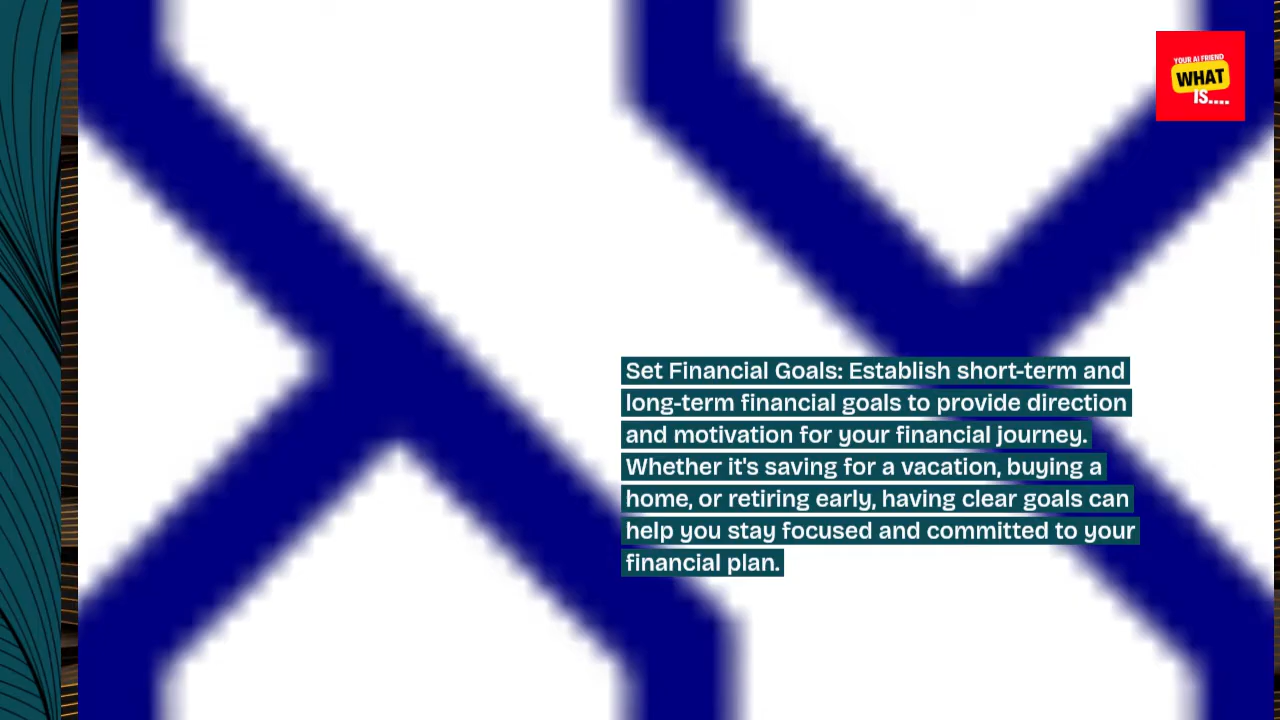 YOUR AI FRIEND
WHAT
IS....
Set Financial Goals: Establish short-term and
long-term financial goals to provide direction
and motivation for your financial journey.
Whether it's saving for a vacation, buying a
home, or retiring early, having clear goals can
help you stay focused and committed to your
financial plan.